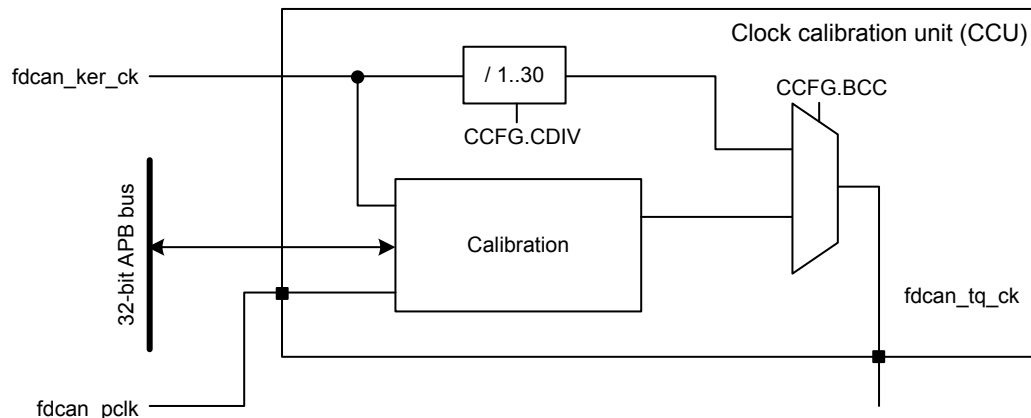 Clock calibration unit (CCU)
fdcan_ker_ck
/ 1..30
CCFG.BCC
CCFG.CDIV
32-bit APB bus
Calibration
fdcan_tq_ck
fdcan_pclk